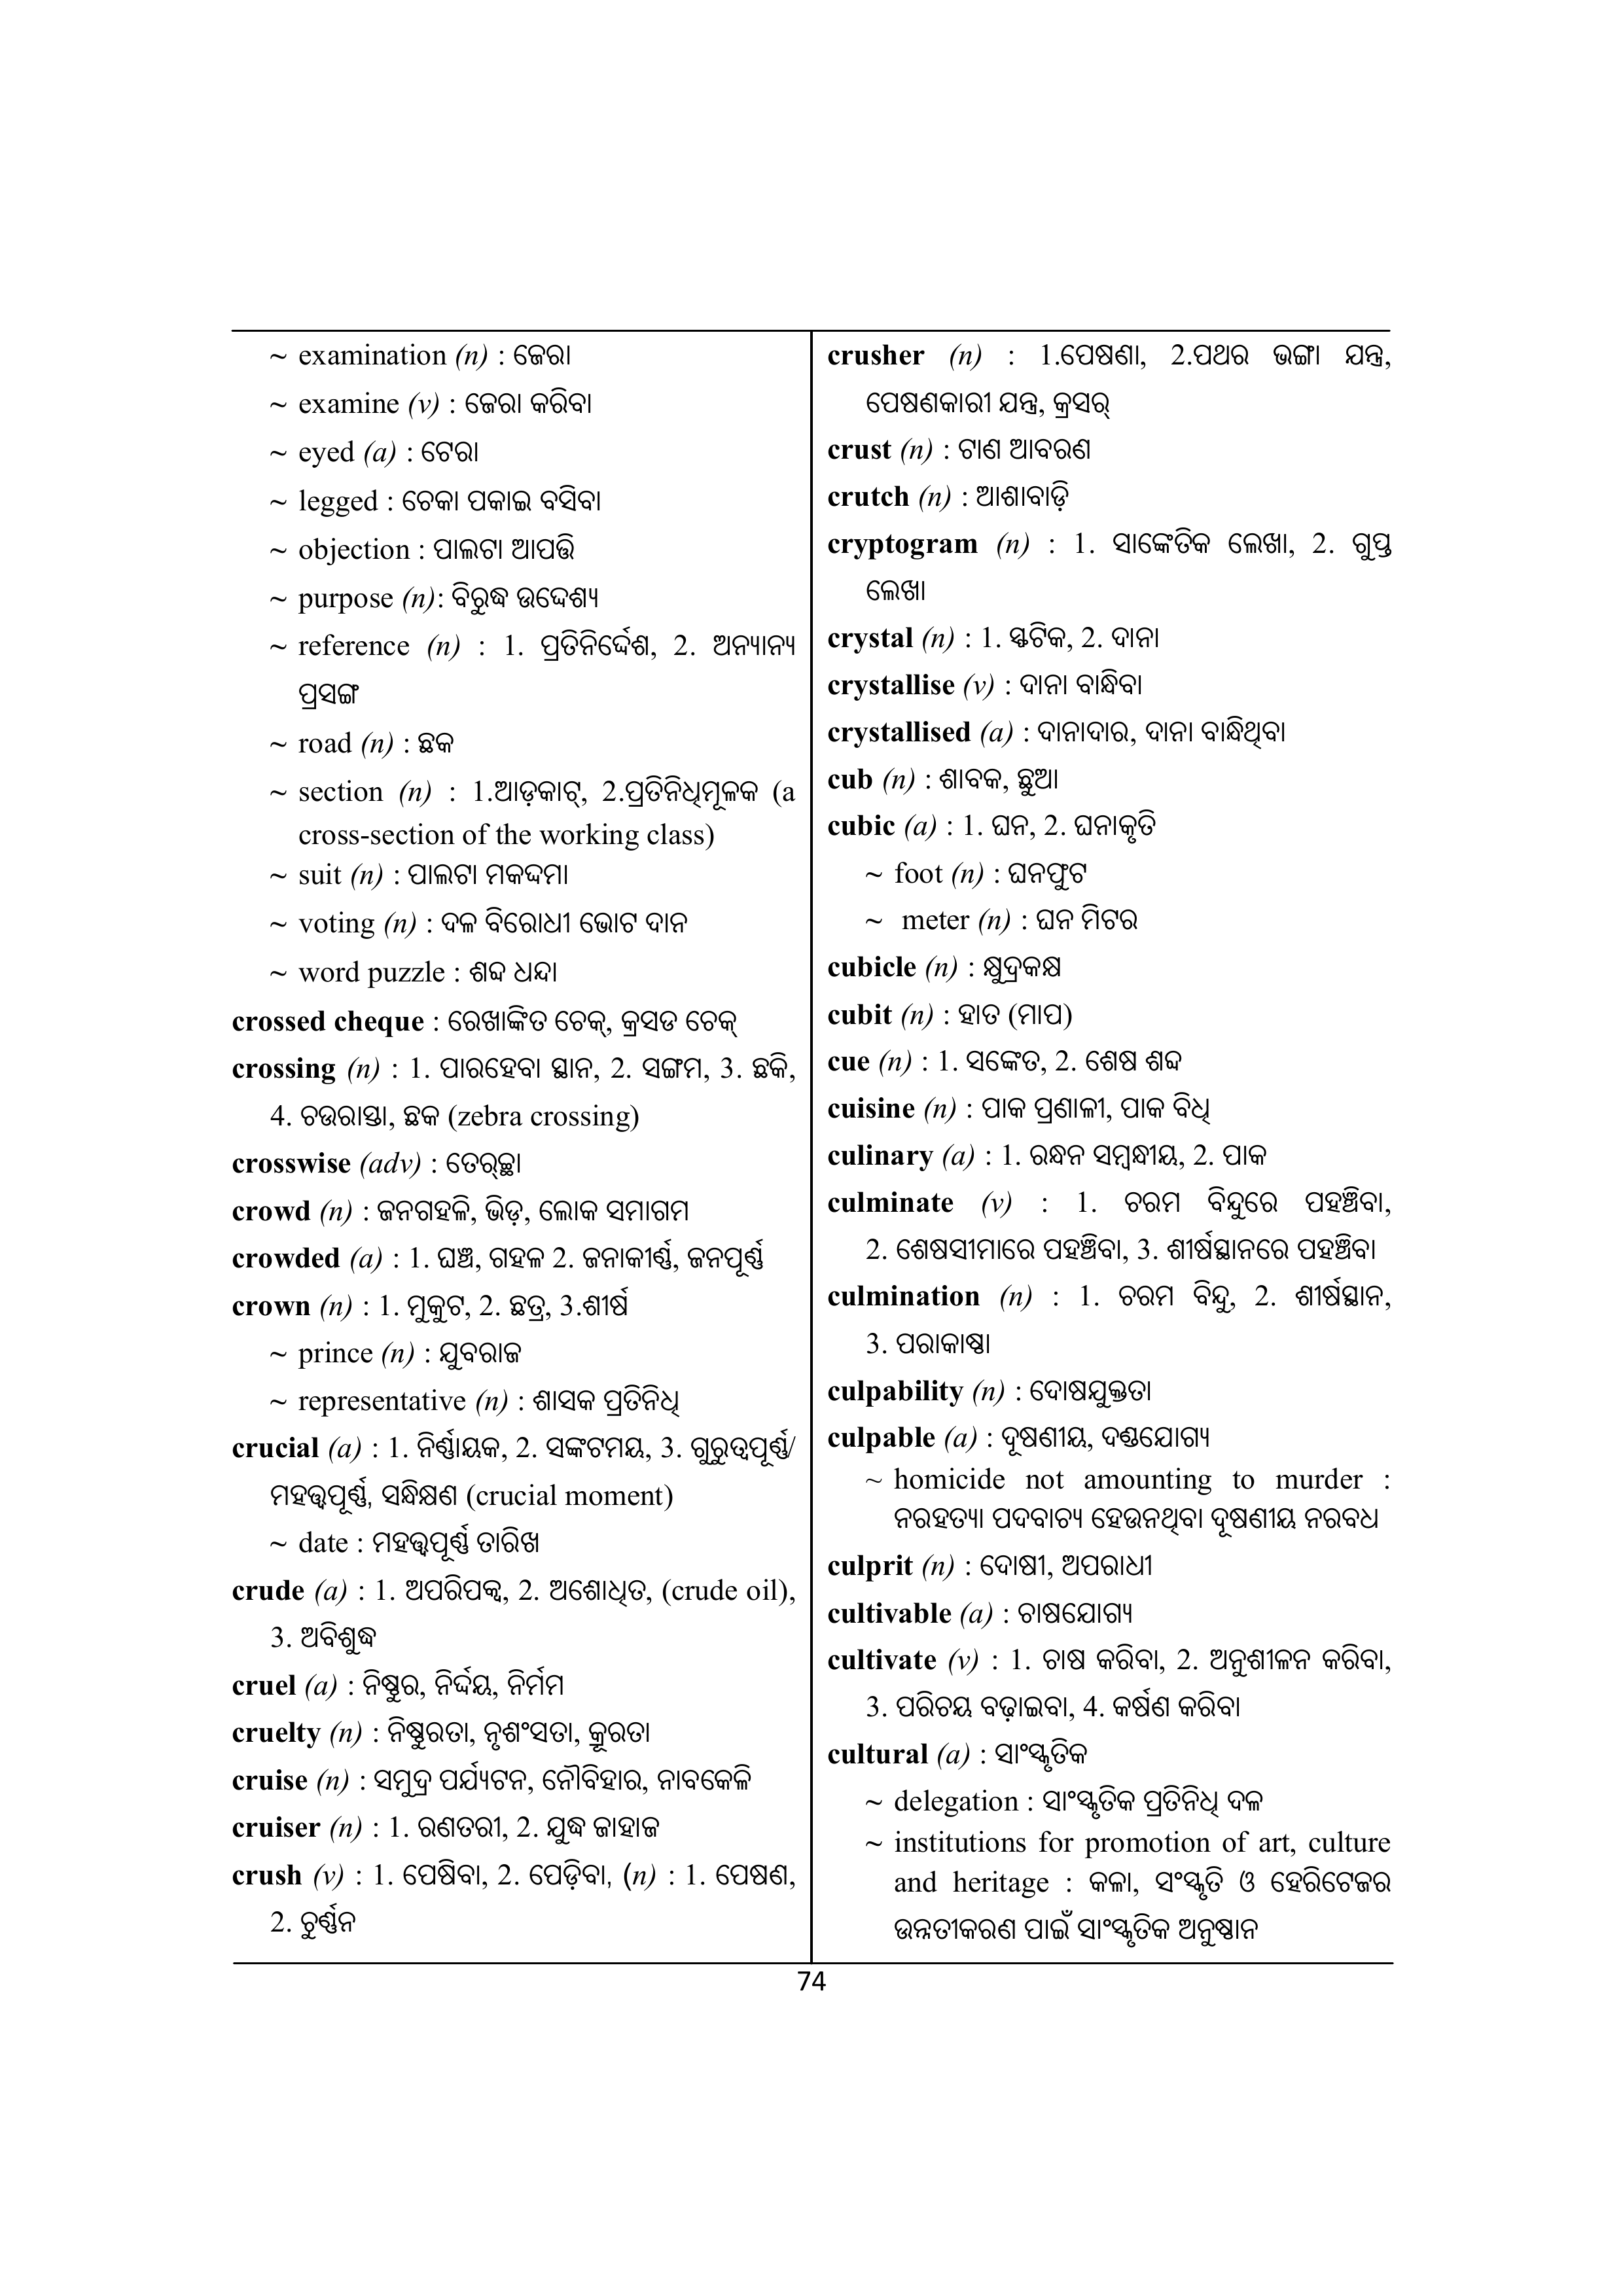 ~ examination (n) : ଜେରା
~ examine (v) : ଜେରା କରିବା
~ eyed (a) : ଟେରା
~ legged : ଚେକା ପକାଇ ବସିବା
~ objection : ପାଲଟା ଆପତ୍ତି
~ purpose (n): ବିରୁଦ୍ଧ ଉଦ୍ଦେଶ୍ୟ
~ reference (n) : 1. ପ୍ରତିନିର୍ଦ୍ଦେଶ, 2. ଅନ୍ୟାନ୍ୟ
ପ୍ରସଙ୍ଗ
~ road (n) : ଛକ
~ section (n) : 1.ଆଡ଼କାଟ୍, 2.ପ୍ରତିନିଧିମୂଳକ (a
cross-section of the working class)
~ suit (n) : ପାଲଟା ମକଦ୍ଦମା
~ voting (n) : ଦଳ ବିରୋଧୀ ଭୋଟ ଦାନ
~ word puzzle : ଶବ୍ଦ ଧନ୍ଦା
crossed cheque : ରେଖାଙ୍କିତ ଚେକ୍, କ୍ରସଡ ଚେକ୍
crossing (n) : 1. ପାରହେବା ସ୍ଥାନ, 2. ସଙ୍ଗମ, 3. ଛକି,
4. ଚଉରାସ୍ତା, ଛକ (zebra crossing)
crosswise (adv) : ତେର୍‌ଚ୍ଛା
crowd (n) : ଜନଗହଳି, ଭିଡ଼, ଲୋକ ସମାଗମ
crowded (a) : 1. ଘଞ୍ଚ, ଗହଳ 2. ଜନାକୀର୍ଣ୍ଣ, ଜନପୂର୍ଣ୍ଣ
crown (n) : 1. ମୁକୁଟ, 2. ଛତ୍ର, 3.ଶୀର୍ଷ
~ prince (n) : ଯୁବରାଜ
~ representative (n) : ଶାସକ ପ୍ରତିନିଧି
crucial (a) : 1. ନିର୍ଣ୍ଣାୟକ, 2. ସଙ୍କଟମୟ, 3. ଗୁରୁତ୍ୱପୂର୍ଣ୍ଣ/
ମହତ୍ତ୍ୱପୂର୍ଣ୍ଣ, ସନ୍ଧିକ୍ଷଣ (crucial moment)
~ date : ମହତ୍ତ୍ୱପୂର୍ଣ୍ଣ ତାରିଖ
crude (a) : 1. ଅପରିପକ୍ୱ, 2. ଅଶୋଧିତ, (crude oil),
3. ଅବିଶୁଦ୍ଧ
cruel (a) : ନିଷ୍ଠୁର, ନିର୍ଦ୍ଦୟ, ନିର୍ମମ
cruelty (n) : ନିଷ୍ଠୁରତା, ନୃଶଂସତା, କ୍ରୂରତା
cruise (n) : ସମୁଦ୍ର ପର୍ଯ୍ୟଟନ, ନୌବିହାର, ନାବକେଳି
cruiser (n) : 1. ରଣତରୀ, 2. ଯୁଦ୍ଧ ଜାହାଜ
crush (v) : 1. ପେଷିବା, 2. ପେଡ଼ିବା, (n) : 1. ପେଷଣ,
2. ଚୁର୍ଣ୍ଣନ
crusher (n) : 1.ପେଷଣା, 2.ପଥର ଭଙ୍ଗା ଯନ୍ତ୍ର,
ପେଷଣକାରୀ ଯନ୍ତ୍ର, କ୍ରସର୍
crust (n) : ଟାଣ ଆବରଣ
crutch (n) : ଆଶାବାଡ଼ି
cryptogram (n) : 1. ସାଙ୍କେତିକ ଲେଖା, 2. ଗୁପ୍ତ
ଲେଖା
crystal (n) : 1. ସ୍ଫଟିକ, 2. ଦାନା
crystallise (v) : ଦାନା ବାନ୍ଧିବା
crystallised (a) : ଦାନାଦାର, ଦାନା ବାନ୍ଧିଥିବା
cub (n) : ଶାବକ, ଛୁଆ
cubic (a) : 1. ଘନ, 2. ଘନାକୃତି
~ foot (n) : ଘନଫୁଟ
~ meter (n) : ଘନ ମିଟର
cubicle (n) : କ୍ଷୁଦ୍ରକକ୍ଷ
cubit (n) : ହାତ (ମାପ)
cue (n) : 1. ସଙ୍କେତ, 2. ଶେଷ ଶବ୍ଦ
cuisine (n) : ପାକ ପ୍ରଣାଳୀ, ପାକ ବିଧି
culinary (a) : 1. ରନ୍ଧନ ସମ୍ବନ୍ଧୀୟ, 2. ପାକ
culminate (v) : 1. ଚରମ ବିନ୍ଦୁରେ ପହଞ୍ଚିବା,
2. ଶେଷସୀମାରେ ପହଞ୍ଚିବା, 3. ଶୀର୍ଷସ୍ଥାନରେ ପହଞ୍ଚିବା
culmination (n) : 1. ଚରମ ବିନ୍ଦୁ, 2. ଶୀର୍ଷସ୍ଥାନ,
3. ପରାକାଷ୍ଠା
culpability (n) : ଦୋଷଯୁକ୍ତତା
culpable (a) : ଦୂଷଣୀୟ, ଦଣ୍ଡଯୋଗ୍ୟ
~ homicide not amounting to murder :
ନରହତ୍ୟା ପଦବାଚ୍ୟ ହେଉନଥିବା ଦୂଷଣୀୟ ନରବଧ
culprit (n) : ଦୋଷୀ, ଅପରାଧୀ
cultivable (a) : ଚାଷଯୋଗ୍ୟ
cultivate (v) : 1. ଚାଷ କରିବା, 2. ଅନୁଶୀଳନ କରିବା,
3. ପରିଚୟ ବଢ଼ାଇବା, 4. କର୍ଷଣ କରିବା
cultural (a) : ସାଂସ୍କୃତିକ
~ delegation : ସାଂସ୍କୃତିକ ପ୍ରତିନିଧି ଦଳ
~ institutions for promotion of art, culture
and heritage : କଳା, ସଂସ୍କୃତି ଓ ହେରିଟେଜର
ଉନ୍ନତୀକରଣ ପାଇଁ ସାଂସ୍କୃତିକ ଅନୁଷ୍ଠାନ
74